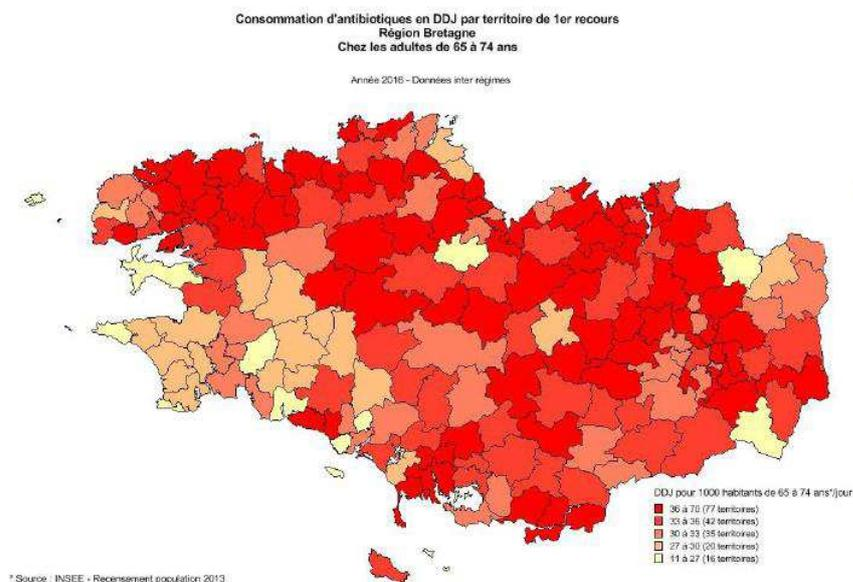 Consommation d'antibiotiques en DDJ par territoire de 1er recours
Région Bretagne
Chez les adultes de 65 à 74 ans
Année 2016 - Données inter régimes
DDJ pour 1000 habitants de 65 à 74 ans*/jour
36 à 70 (77 territoires)
33 à 36 (42 territoires)
30 à 33 (35 territoires)
27 à 30 (20 territoires)
11 à 27 (16 territoires)
* Source : INSEE - Recensement population 2013